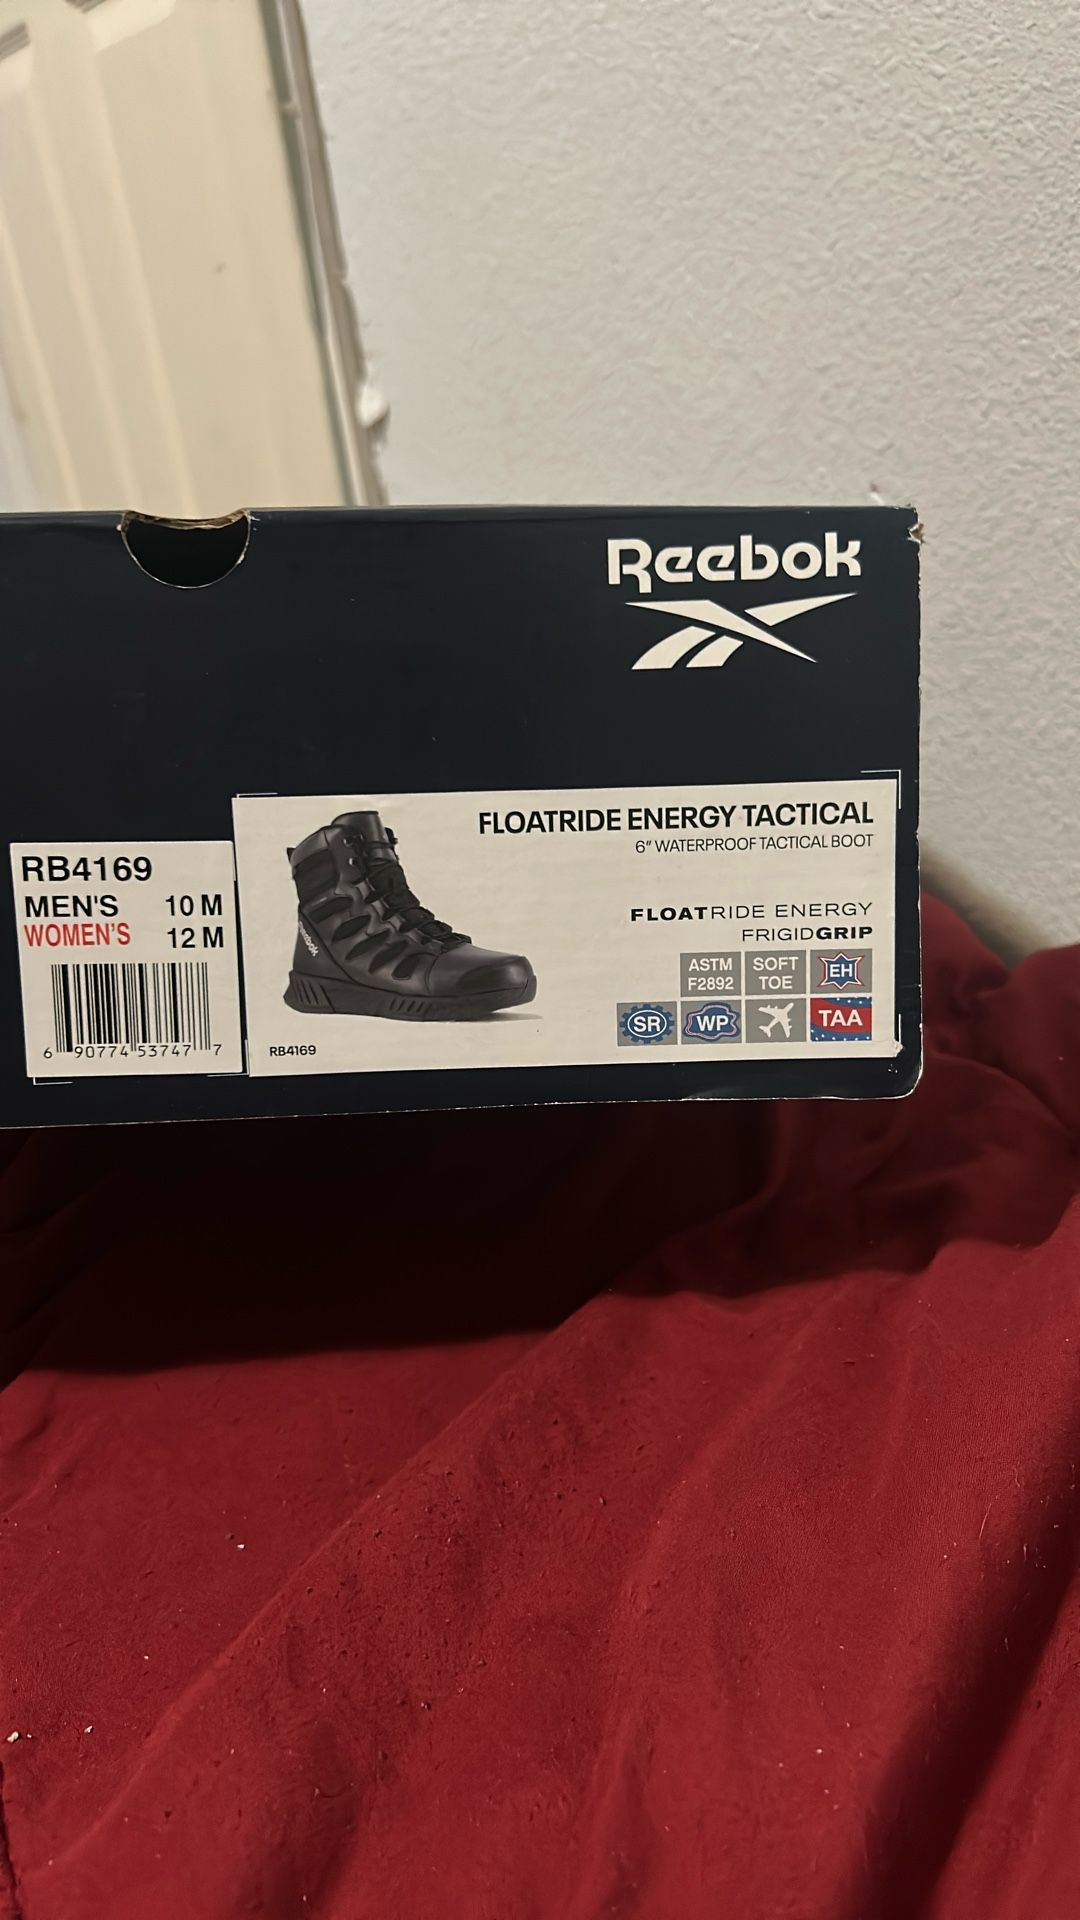 Reebok
FLOATRIDE ENERGY TACTICAL
6" WATERPROOF TACTICAL BOOT
RB4169
MEN'S 10 M
WOMEN'S 12 M
6 90774 53747 7
Reebok
RB4169
FLOATRIDE ENERGY
FRIGIDGRIP
ASTM F2892
SOFT TOE
EH
SR
WP
TAA